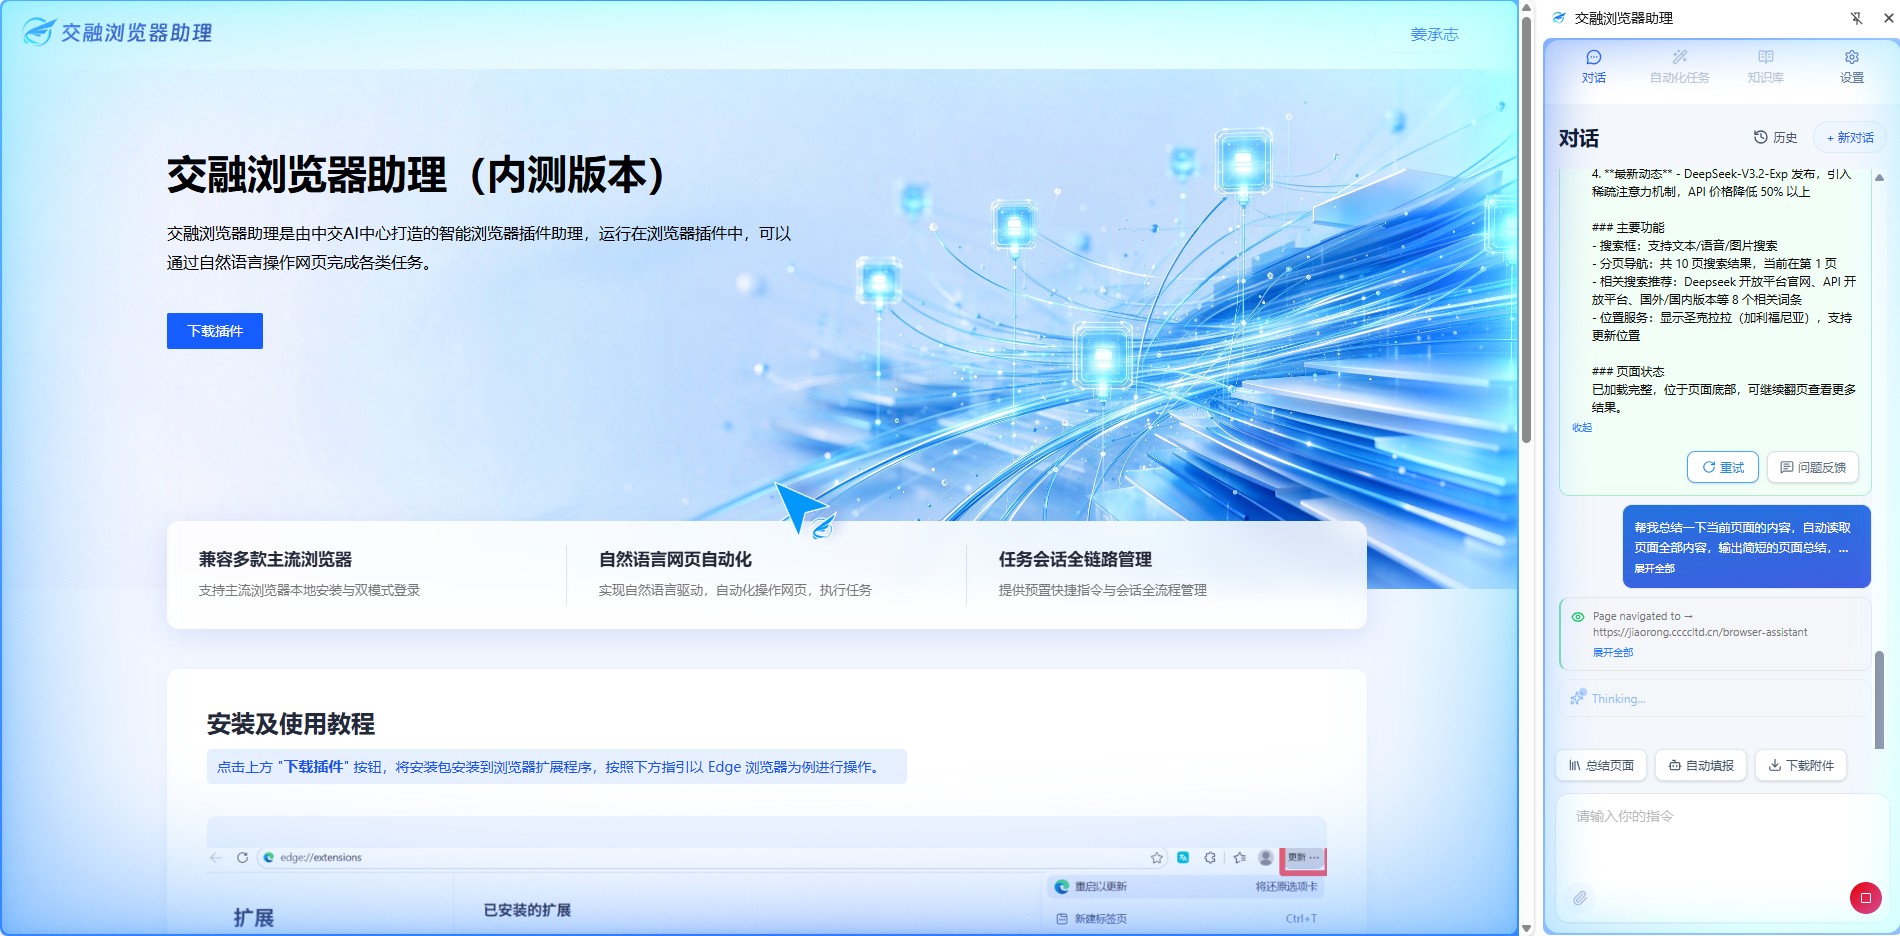 交融浏览器助理
姜承志
交融浏览器助理（内测版本）
交融浏览器助理是由中交AI中心打造的智能浏览器插件助理，运行在浏览器插件中，可以
通过自然语言操作网页完成各类任务。
下载插件
兼容多款主流浏览器
支持主流浏览器本地安装与双模式登录
自然语言网页自动化
实现自然语言驱动，自动化操作网页，执行任务
任务会话全链路管理
提供预置快捷指令与会话全流程管理
安装及使用教程
点击上方 "下载插件" 按钮，将安装包安装到浏览器扩展程序，按照下方指引以 Edge 浏览器为例进行操作。
edge://extensions
更新 ···
重启以更新 将还原选项卡
扩展
已安装的扩展
新建标签页 Ctrl+T
交融浏览器助理
对话 自动化任务 知识库 设置
对话
历史
+ 新对话
4. **最新动态** - DeepSeek-V3.2-Exp 发布，引入
稀疏注意力机制，API 价格降低 50% 以上
### 主要功能
- 搜索框：支持文本/语音/图片搜索
- 分页导航：共 10 页搜索结果，当前在第 1 页
- 相关搜索推荐：Deepseek 开放平台官网、API 开
放平台、国外/国内版本等 8 个相关词条
- 位置服务：显示圣克拉拉（加利福尼亚），支持
更新位置
### 页面状态
已加载完整，位于页面底部，可继续翻页查看更多
结果。
收起
重试
问题反馈
帮我总结一下当前页面的内容，自动读取
页面全部内容，输出简短的页面总结，...
展开全部
Page navigated to →
https://jiaorong.ccccltd.cn/browser-assistant
展开全部
Thinking...
总结页面
自动填报
下载附件
请输入你的指令